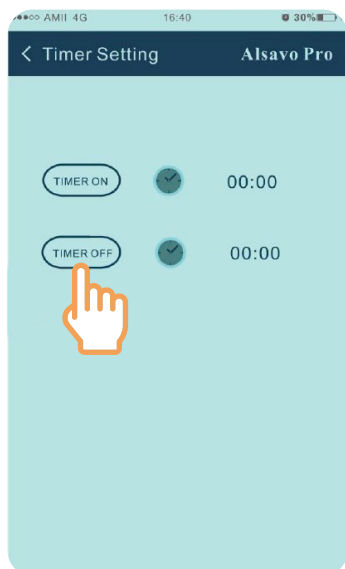 AMII 4G 16:40 30%
Timer Setting Alsavo Pro
TIMER ON 00:00
TIMER OFF 00:00